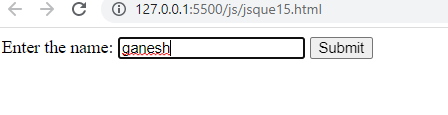 127.0.0.1:5500/js/jsque15.html
Enter the name: ganesh Submit